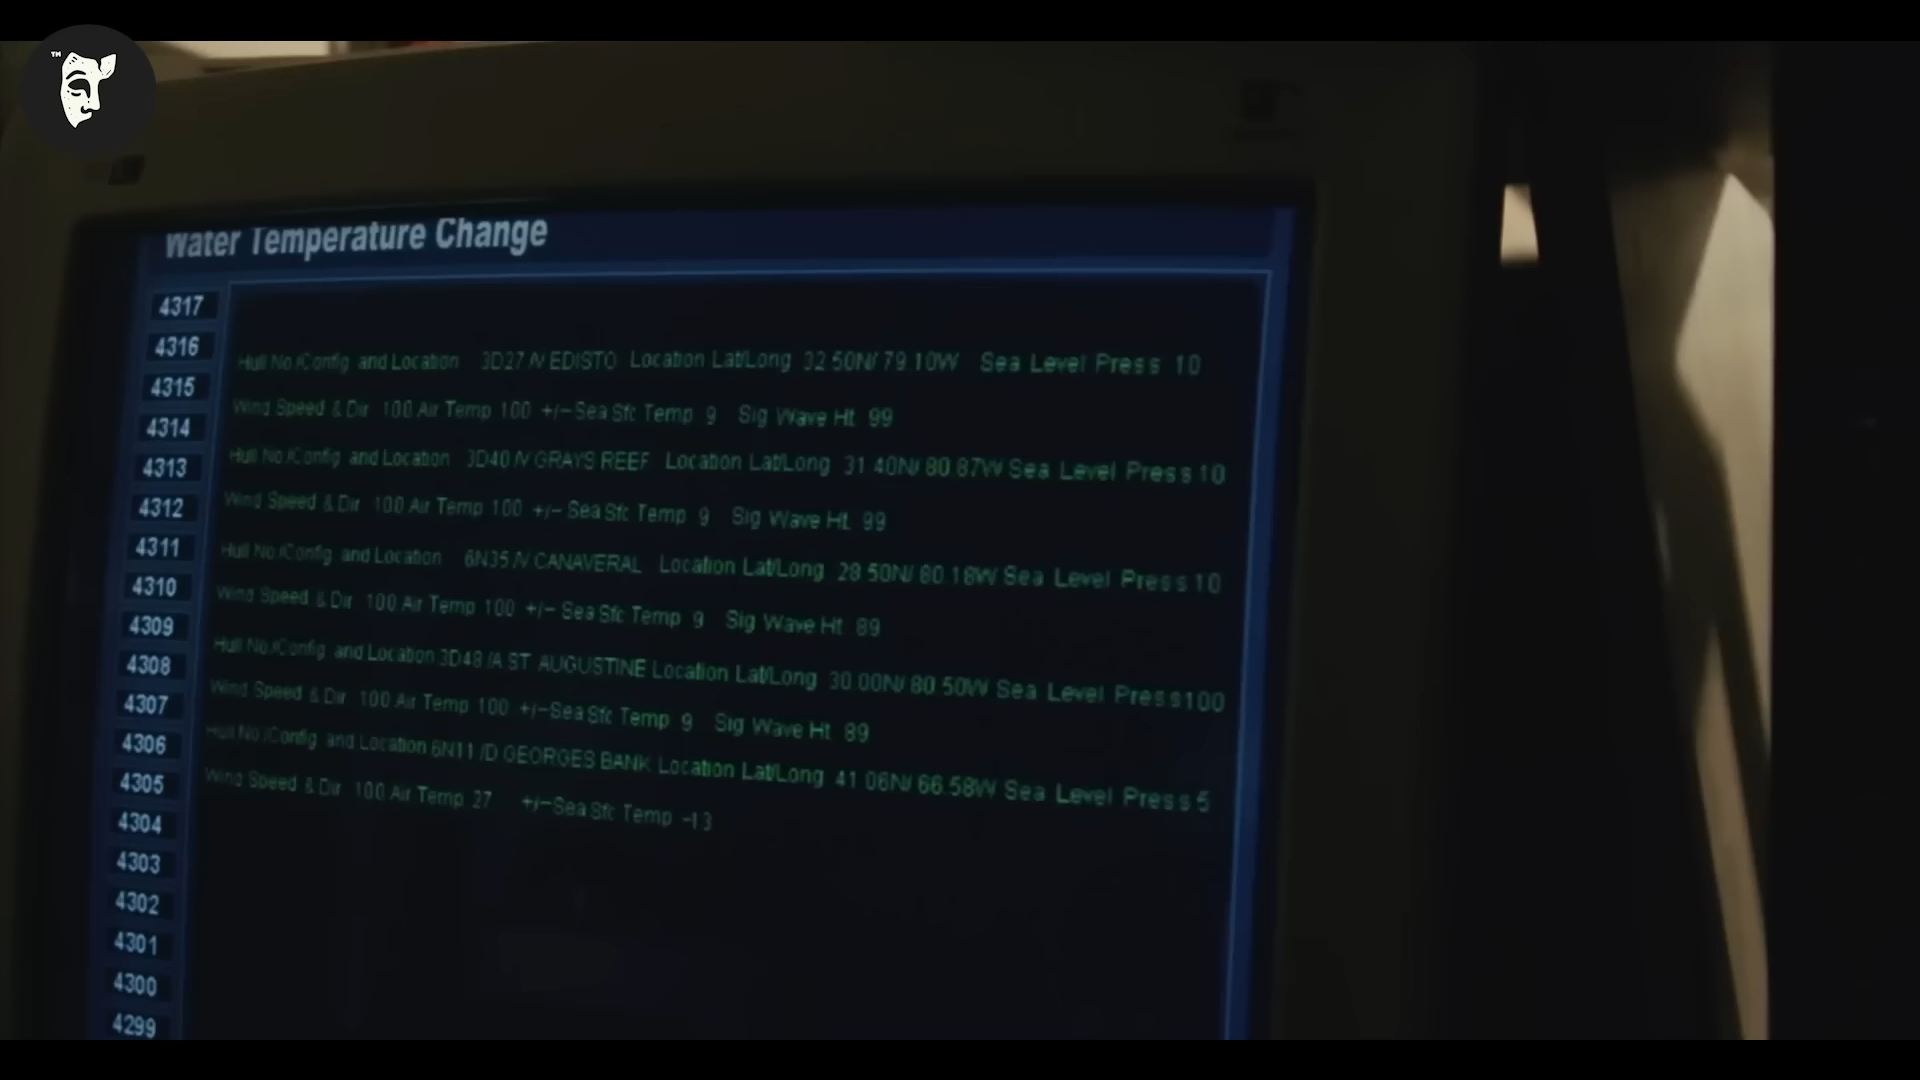 TM
Water Temperature Change
4317
4316
Hull No./Config and Location 3D27 /V EDISTO Location Lat/Long 32.50N/ 79.10W Sea Level Press 10
4315
Wind Speed & Dir 100 Air Temp 100 +/- Sea Sfc Temp 9 Sig Wave Ht. 99
4314
Hull No./Config and Location 3D40 /V GRAYS REEF Location Lat/Long 31.40N/ 80.87W Sea Level Press 10
4313
4312
Wind Speed & Dir 100 Air Temp 100 +/- Sea Sfc Temp 9 Sig Wave Ht. 99
4311
Hull No./Config and Location 6N35 /V CANAVERAL Location Lat/Long 28.50N/ 80.18W Sea Level Press 10
4310
Wind Speed & Dir 100 Air Temp 100 +/- Sea Sfc Temp 9 Sig Wave Ht. 89
4309
Hull No./Config and Location 3D48 /A ST. AUGUSTINE Location Lat/Long 30.00N/ 80.50W Sea Level Press100
4308
Wind Speed & Dir 100 Air Temp 100 +/- Sea Sfc Temp 9 Sig Wave Ht. 89
4307
Hull No./Config and Location 6N11 /D GEORGES BANK Location Lat/Long 41.06N/ 66.58W Sea Level Press 5
4306
Wind Speed & Dir 100 Air Temp 27 +/- Sea Sfc Temp -13
4305
4304
4303
4302
4301
4300
4299